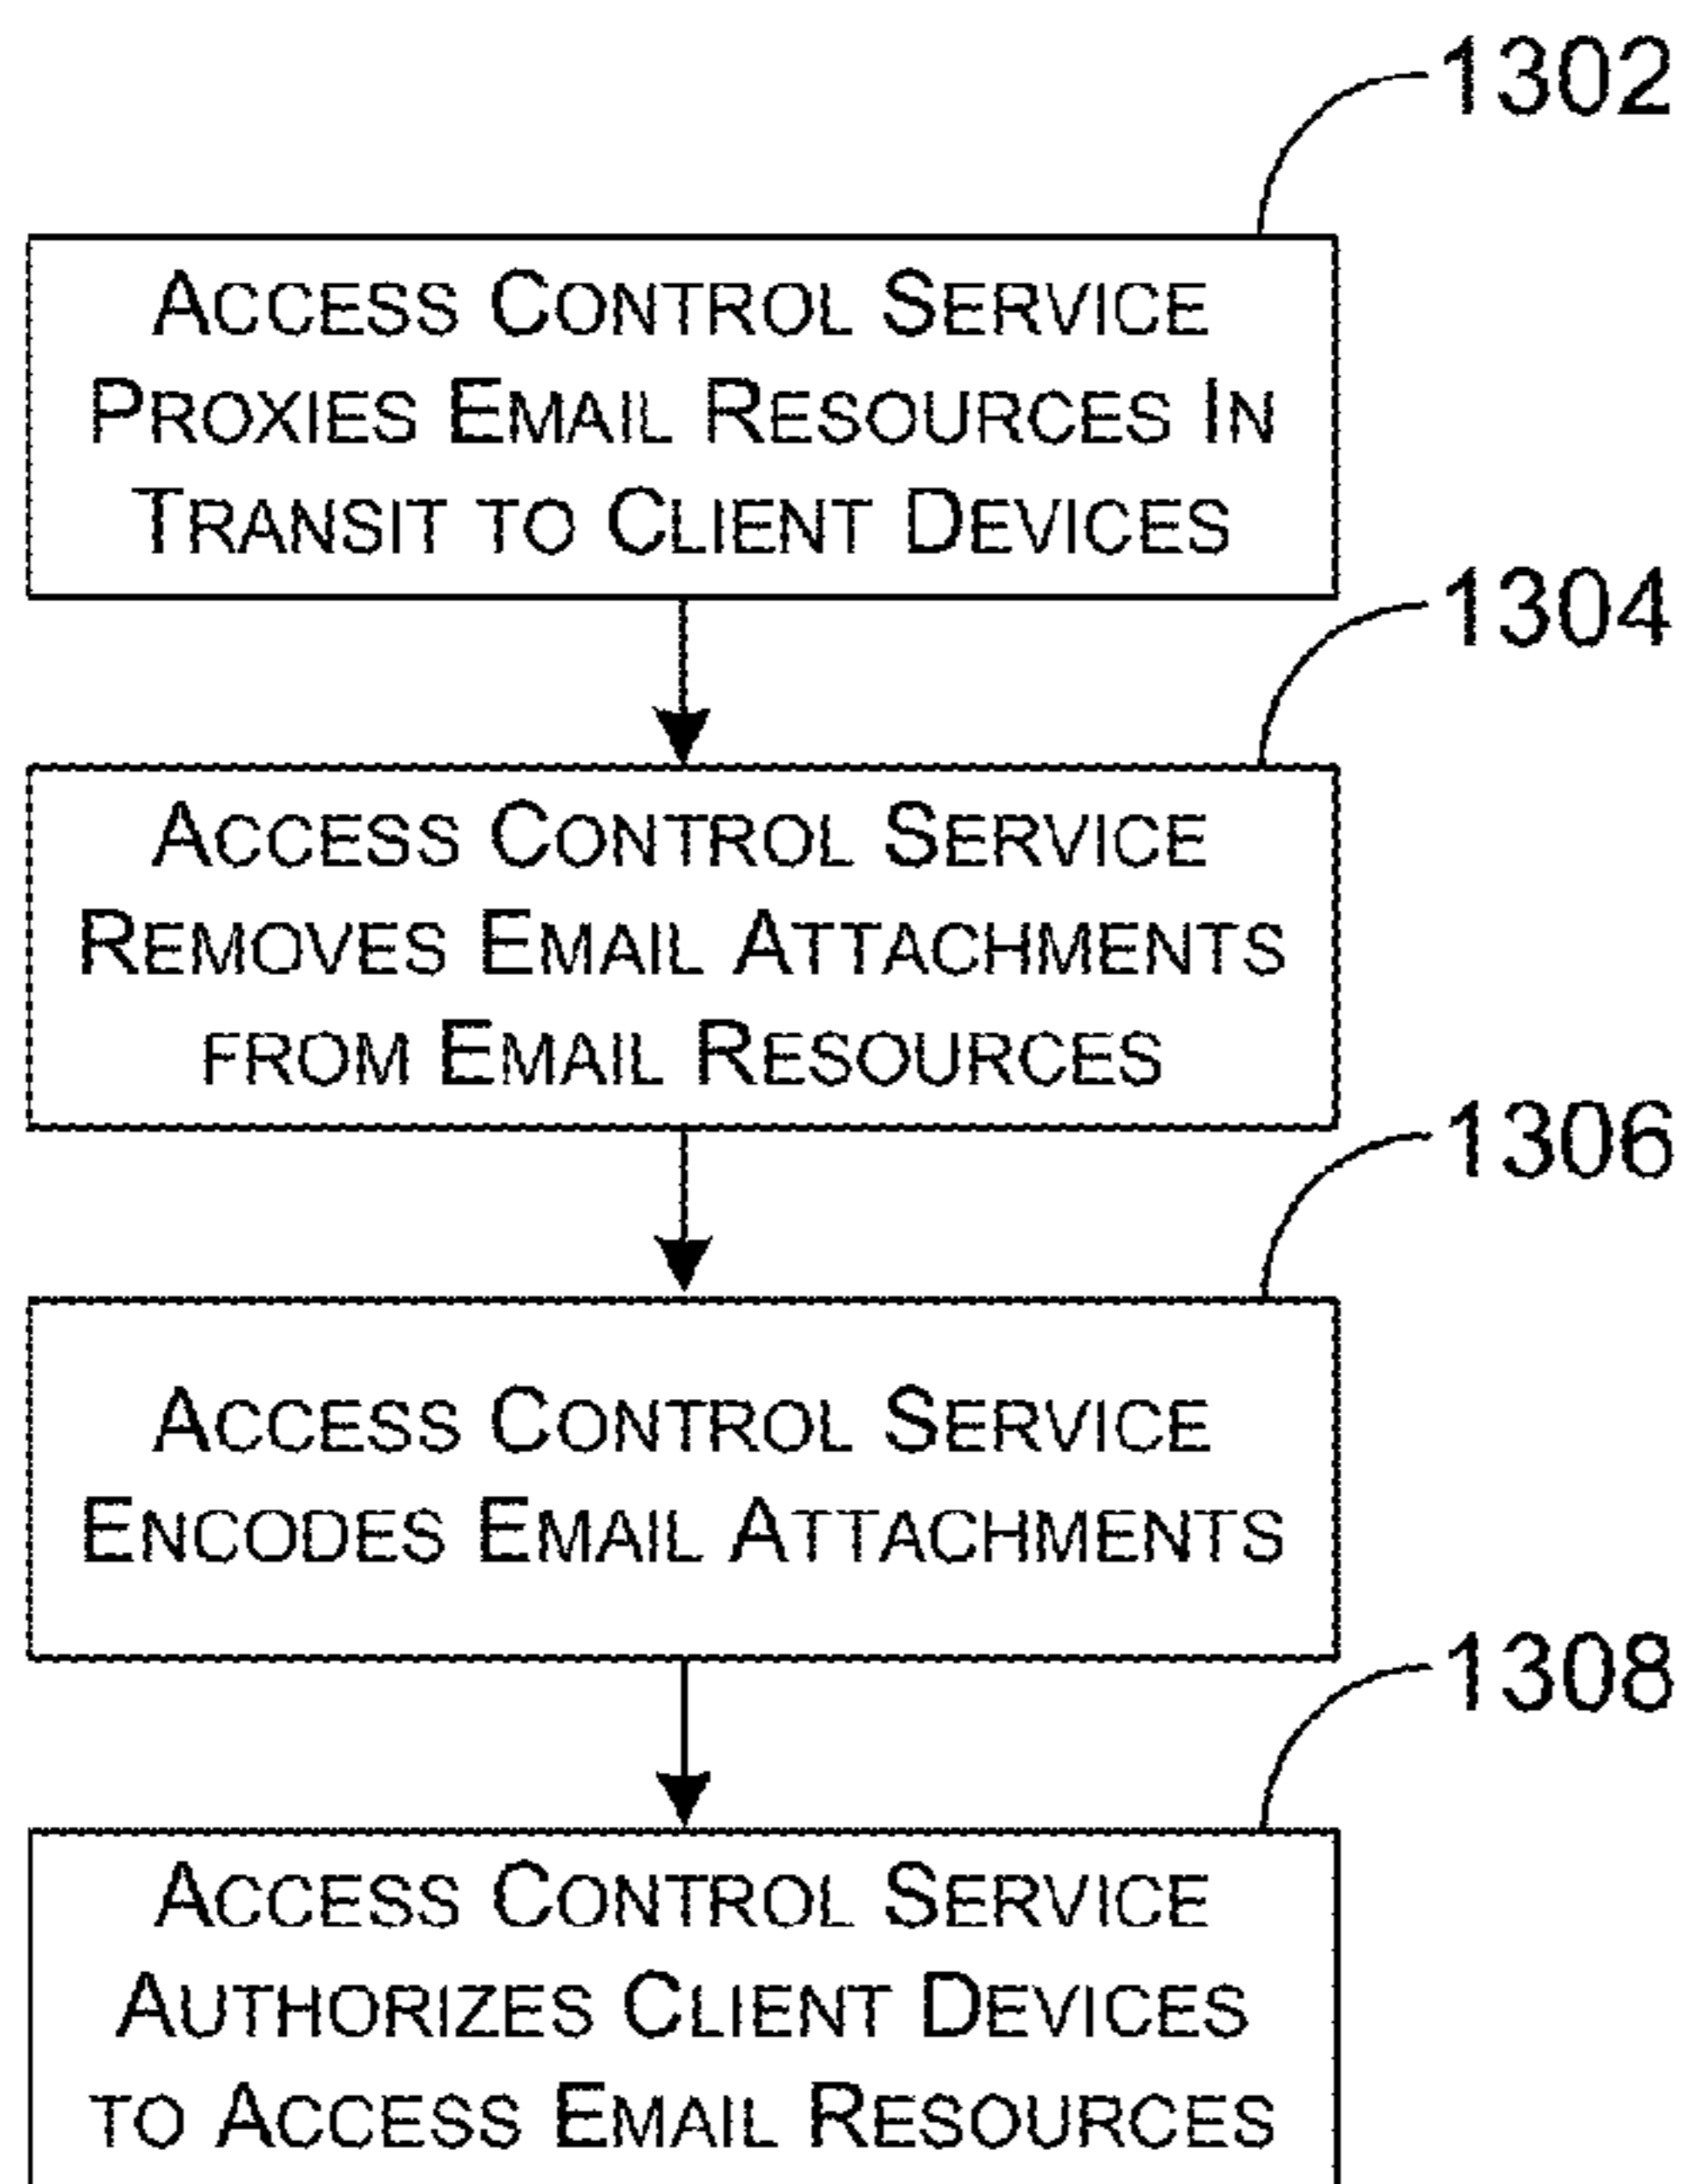 1302
ACCESS CONTROL SERVICE
PROXIES EMAIL RESOURCES IN
TRANSIT TO CLIENT DEVICES
1304
ACCESS CONTROL SERVICE
REMOVES EMAIL ATTACHMENTS
FROM EMAIL RESOURCES
1306
ACCESS CONTROL SERVICE
ENCODES EMAIL ATTACHMENTS
1308
ACCESS CONTROL SERVICE
AUTHORIZES CLIENT DEVICES
TO ACCESS EMAIL RESOURCES